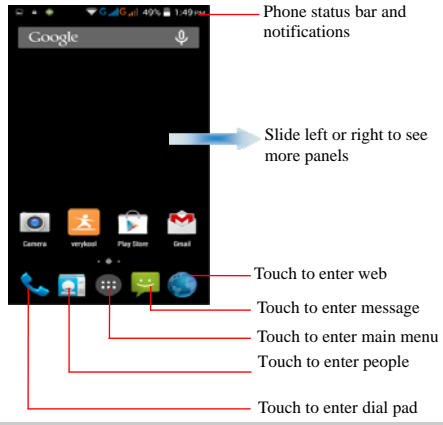 G G 49% 1:49 PM
Phone status bar and
notifications
Google
Slide left or right to see
more panels
Camera verykool Play Store Gmail
Touch to enter web
Touch to enter message
Touch to enter main menu
Touch to enter people
Touch to enter dial pad